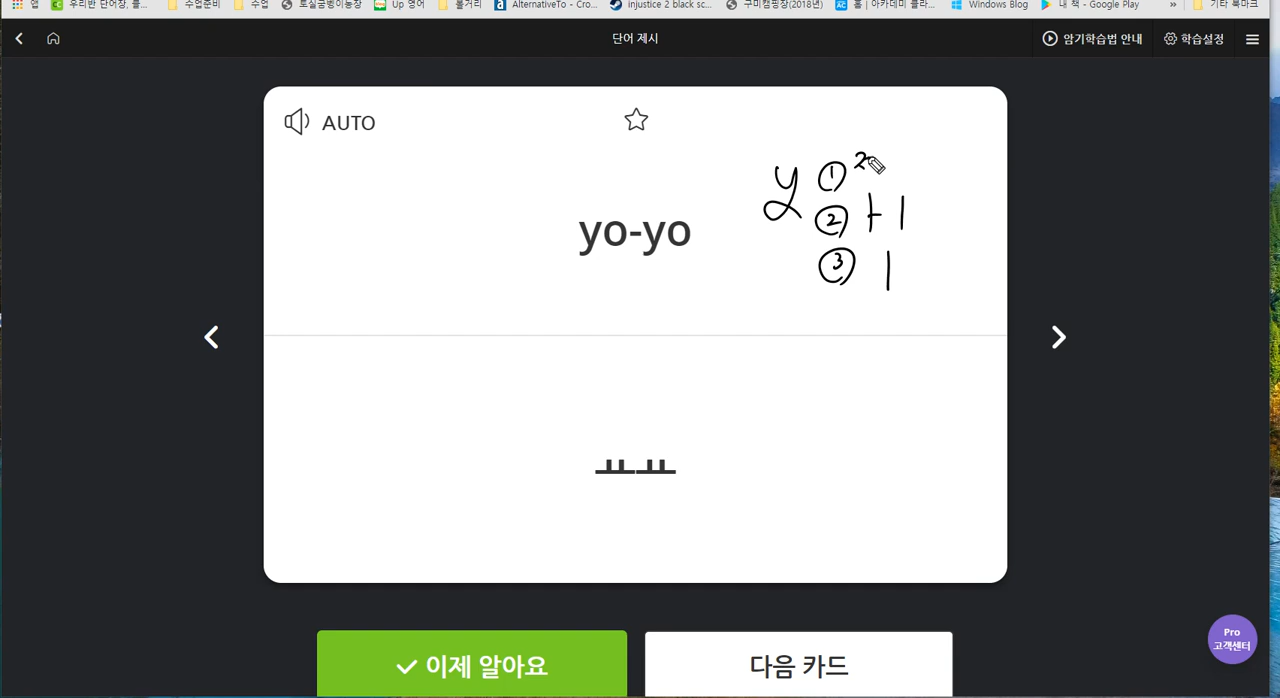 앱 우리반 단어장, 클... 수업준비 수업 토실금벙이농장 Up 영어 볼거리 AlternativeTo - Cro... injustice 2 black sc... 구미캠핑장(2018년) 홈 | 아카데미 클라... Windows Blog 내 책 - Google Play » 기타 북마크
단어 제시
암기학습법 안내
학습설정
AUTO
y ① 2
② ㅏㅣ
③ ㅣ
yo-yo
ㅛㅛ
이제 알아요
다음 카드
Pro
고객센터